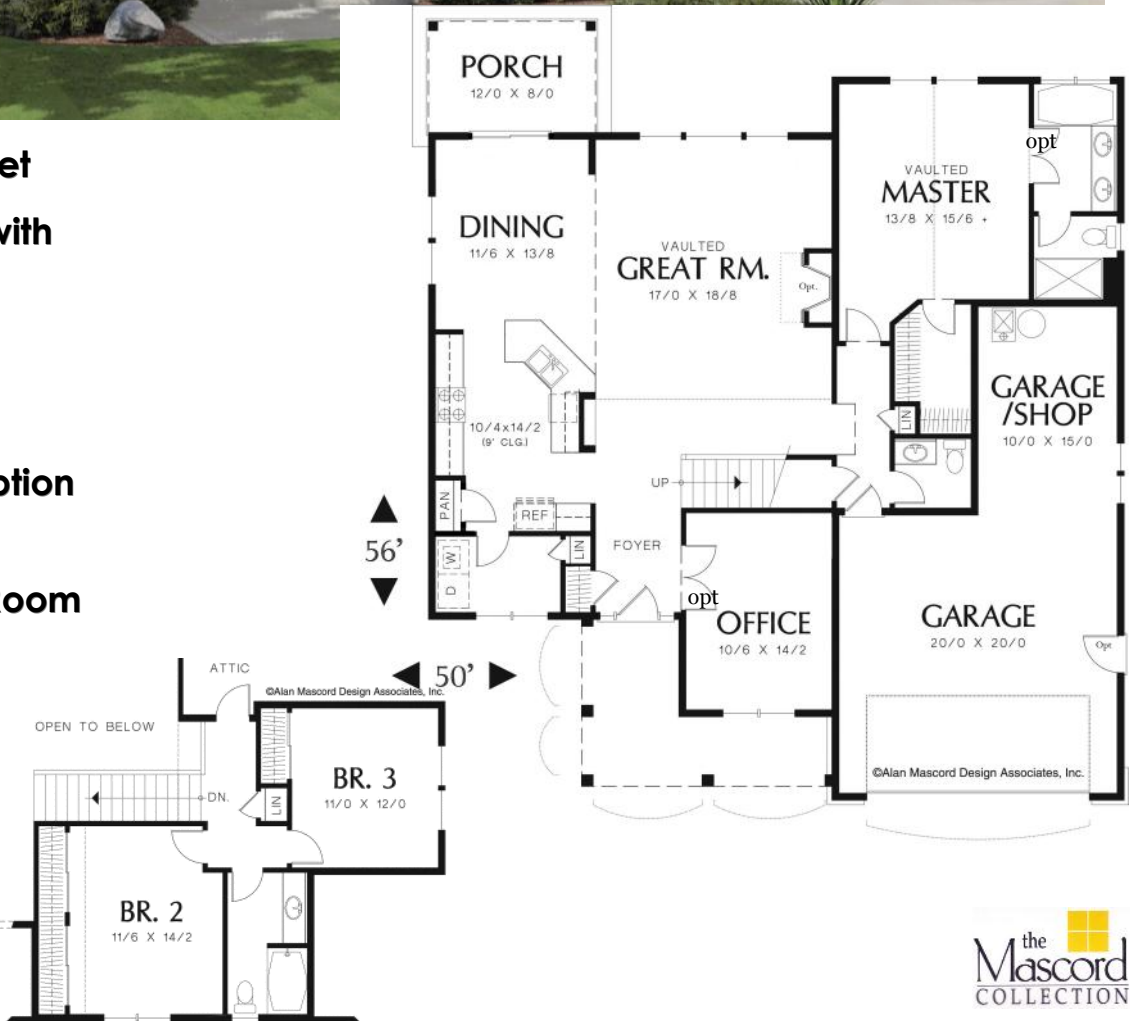 et
with
ption
Room
PORCH
12/0 X 8/0
DINING
11/6 X 13/8
VAULTED
GREAT RM.
17/0 X 18/8
Opt.
VAULTED
MASTER
13/8 X 15/6 +
opt
GARAGE
/SHOP
10/0 X 15/0
LIN
10/4x14/2
(9' CLG.)
UP
PAN
REF
W
D
LIN
FOYER
opt
OFFICE
10/6 X 14/2
GARAGE
20/0 X 20/0
Opt
©Alan Mascord Design Associates, Inc.
56'
50'
ATTIC
©Alan Mascord Design Associates, Inc.
OPEN TO BELOW
DN.
LIN
BR. 3
11/0 X 12/0
BR. 2
11/6 X 14/2
the
Mascord
COLLECTION